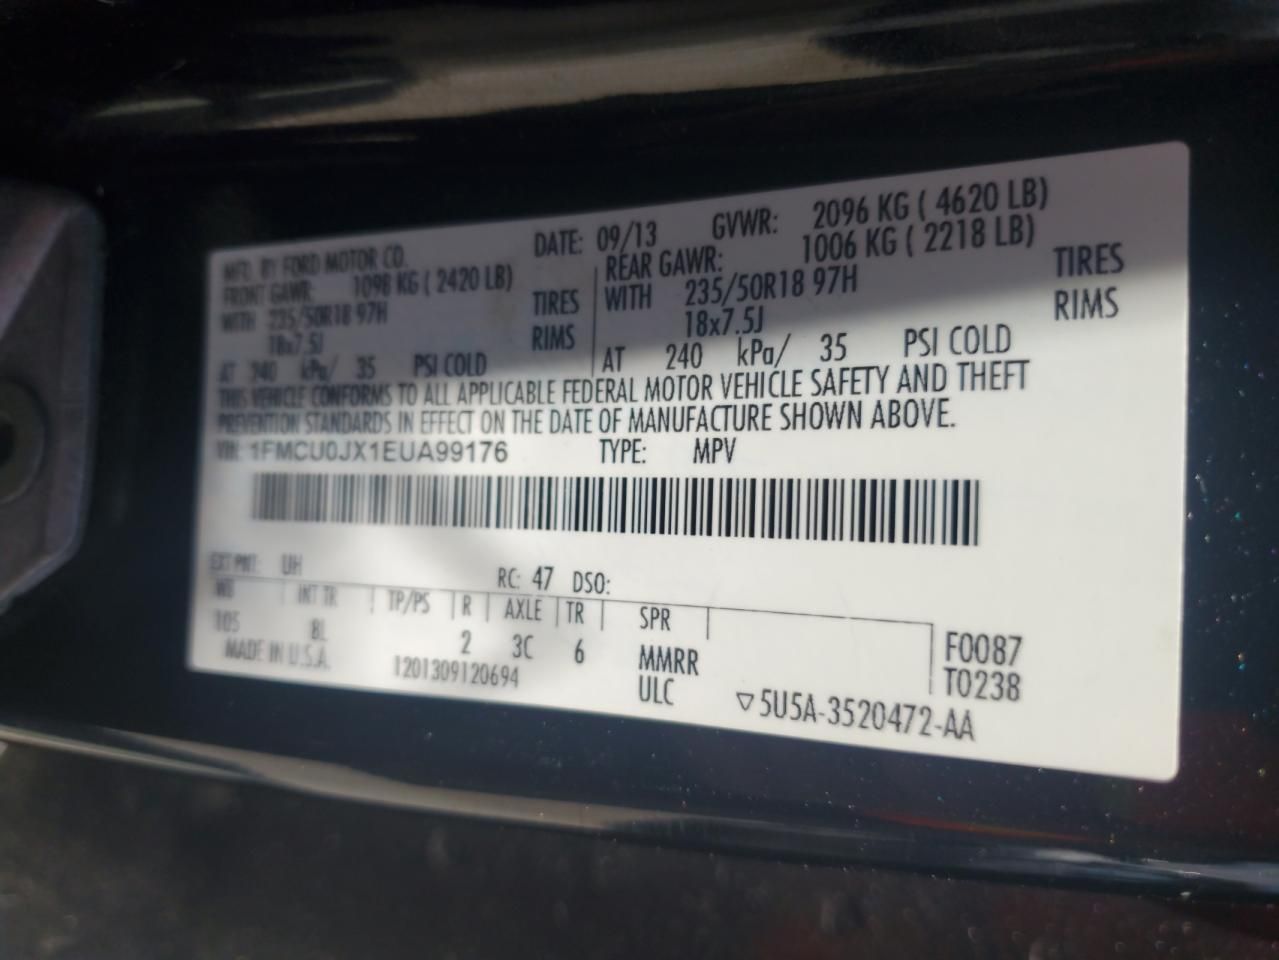 MFD. BY FORD MOTOR CO. DATE: 09/13 GVWR: 2096 KG ( 4620 LB)
FRONT GAWR: 1098 KG ( 2420 LB) REAR GAWR: 1006 KG ( 2218 LB)
WITH 235/50R18 97H TIRES WITH 235/50R18 97H TIRES
18x7.5J RIMS 18x7.5J RIMS
AT 240 kPa/ 35 PSI COLD AT 240 kPa/ 35 PSI COLD
THIS VEHICLE CONFORMS TO ALL APPLICABLE FEDERAL MOTOR VEHICLE SAFETY AND THEFT
PREVENTION STANDARDS IN EFFECT ON THE DATE OF MANUFACTURE SHOWN ABOVE.
VIN: 1FMCU0JX1EUA99176 TYPE: MPV
EXT PNT: UH RC: 47 DSO:
WB INT TR TP/PS R AXLE TR SPR
105 8L 2 3C 6 MMRR F0087
MADE IN U.S.A. 1201309120694 ULC T0238
▽5U5A-3520472-AA